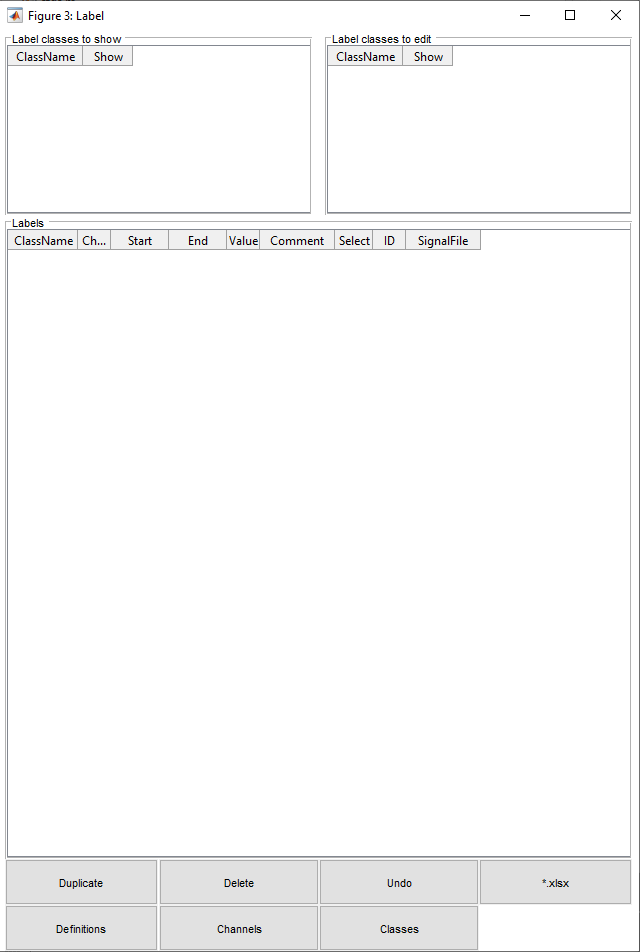 Figure 3: Label
Label classes to show
Label classes to edit
ClassName Show
ClassName Show
Labels
ClassName Ch... Start End Value Comment Select ID SignalFile
Duplicate Delete Undo *.xlsx
Definitions Channels Classes